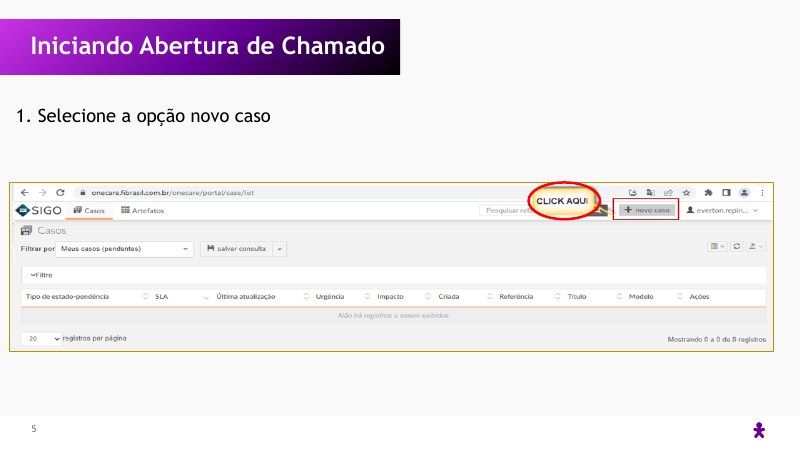 Iniciando Abertura de Chamado
1. Selecione a opção novo caso
onecare.fibrasil.com.br/onecare/portal/case/list
CLICK AQUI
SIGO Casos Artefatos Pesquisar novo caso everton.repin...
Casos
Filtrar por Meus casos (pendentes) salvar consulta
Filtro
Tipo de estado-pendência SLA Última atualização Urgência Impacto Criada Referência Título Modelo Ações
Não há registros a serem exibidos
20 registros por página Mostrando 0 a 0 de 0 registros
5